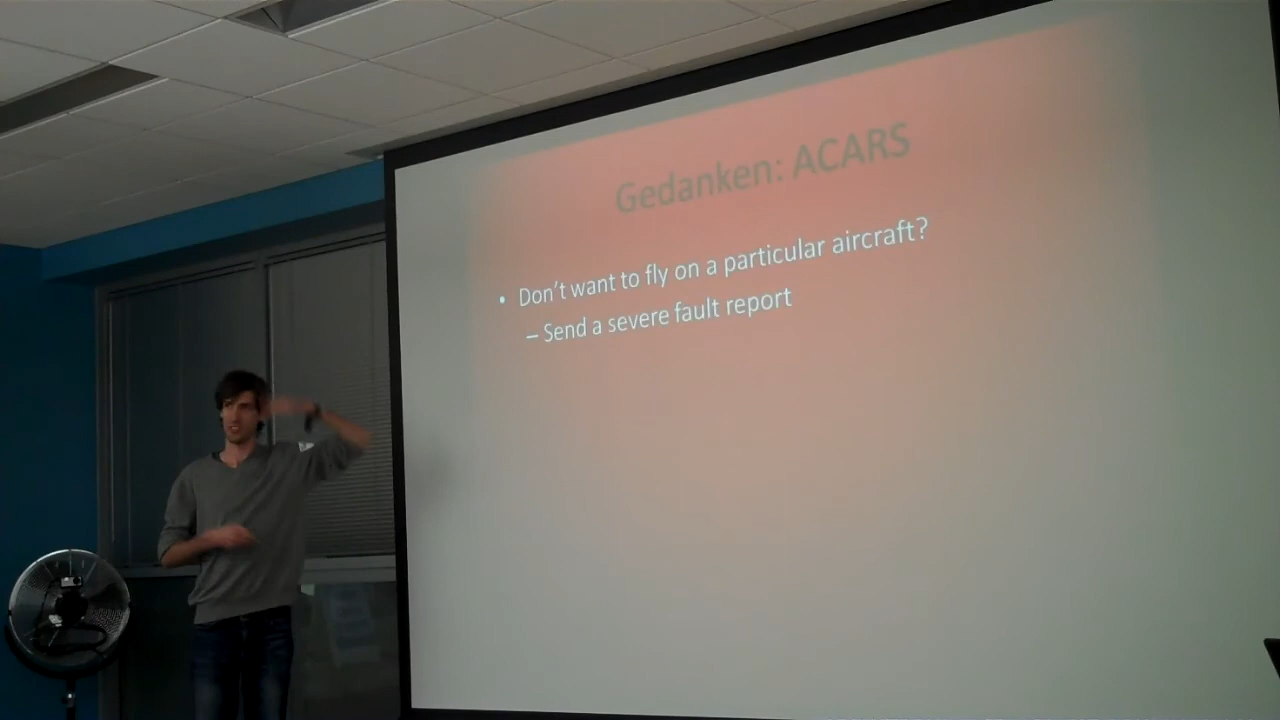 Gedanken: ACARS
• Don't want to fly on a particular aircraft?
– Send a severe fault report